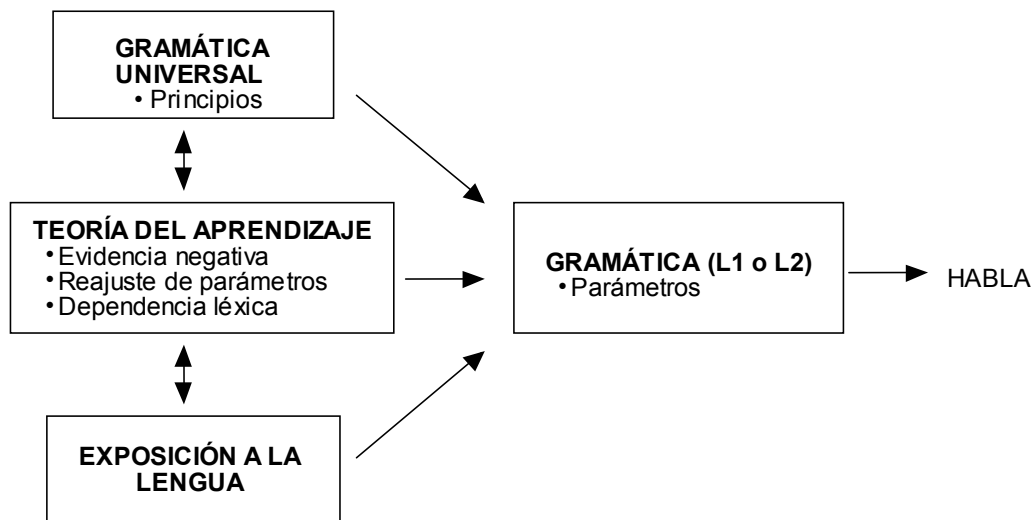 GRAMÁTICA
UNIVERSAL
• Principios
TEORÍA DEL APRENDIZAJE
• Evidencia negativa
• Reajuste de parámetros
• Dependencia léxica
EXPOSICIÓN A LA
LENGUA
GRAMÁTICA (L1 o L2)
• Parámetros
HABLA